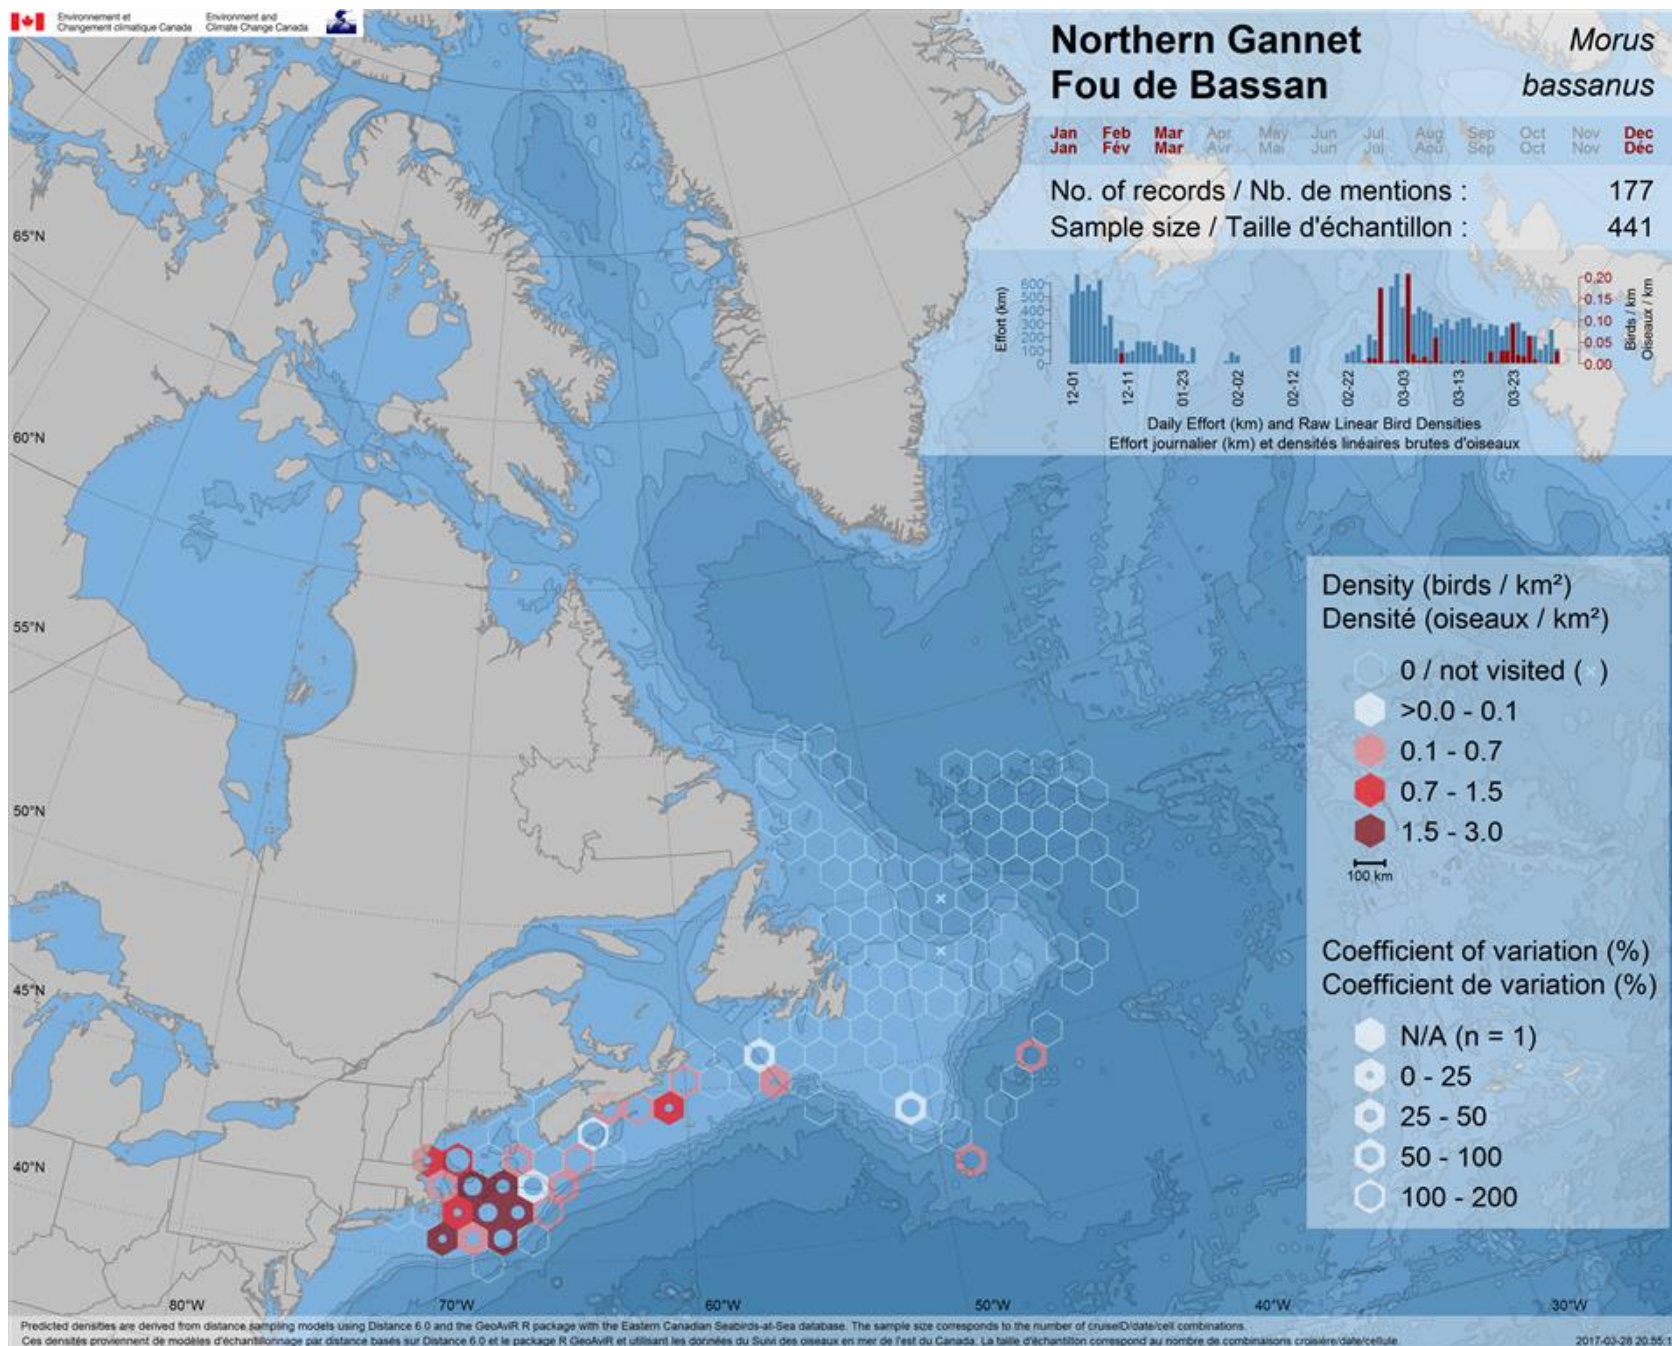 Environnement et
Changement climatique Canada
Environment and
Climate Change Canada
Northern Gannet
Fou de Bassan
Morus
bassanus
Jan Feb Mar Apr May Jun Jul Aug Sep Oct Nov Dec
Jan Fév Mar Avr Mai Jun Jul Aoû Sep Oct Nov Déc
No. of records / Nb. de mentions : 177
Sample size / Taille d'échantillon : 441
Effort (km)
600
500
400
300
200
100
0
0.20
0.15
0.10
0.05
0.00
Birds / km
Oiseaux / km
12-01 12-11 01-23 02-02 02-12 02-22 03-03 03-13 03-23
Daily Effort (km) and Raw Linear Bird Densities
Effort journalier (km) et densités linéaires brutes d'oiseaux
65°N
60°N
55°N
50°N
45°N
40°N
Density (birds / km²)
Densité (oiseaux / km²)
0 / not visited (×)
>0.0 - 0.1
0.1 - 0.7
0.7 - 1.5
1.5 - 3.0
100 km
Coefficient of variation (%)
Coefficient de variation (%)
N/A (n = 1)
0 - 25
25 - 50
50 - 100
100 - 200
80°W 70°W 60°W 50°W 40°W 30°W
Predicted densities are derived from distance sampling models using Distance 6.0 and the GeoAviR R package with the Eastern Canadian Seabirds-at-Sea database. The sample size corresponds to the number of cruiseID/date/cell combinations.
Ces densités proviennent de modèles d'échantillonnage par distance basés sur Distance 6.0 et le package R GeoAviR et utilisant les données du Suivi des oiseaux en mer de l'est du Canada. La taille d'échantillon correspond au nombre de combinaisons croisière/date/cellule.
2017-03-28 20:55:1